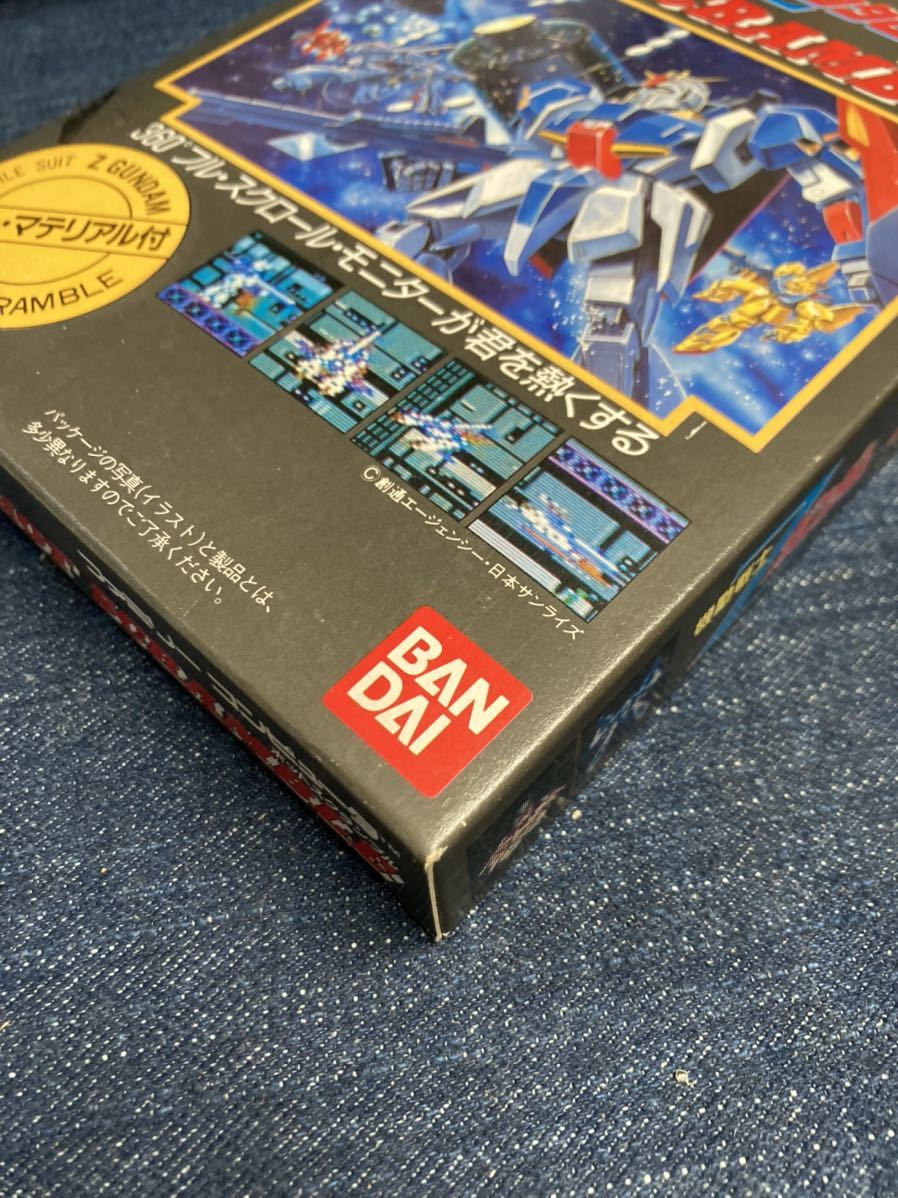 MOBILE SUIT Z GUNDAM
・マテリアル付
RAMBLE
360°フル・スクロール・モニターが君を熱くする
©創通エージェンシー・日本サンライズ
パッケージの写真(イラスト)と製品とは、
多少異なりますのでご了承ください。
BAN
DAI